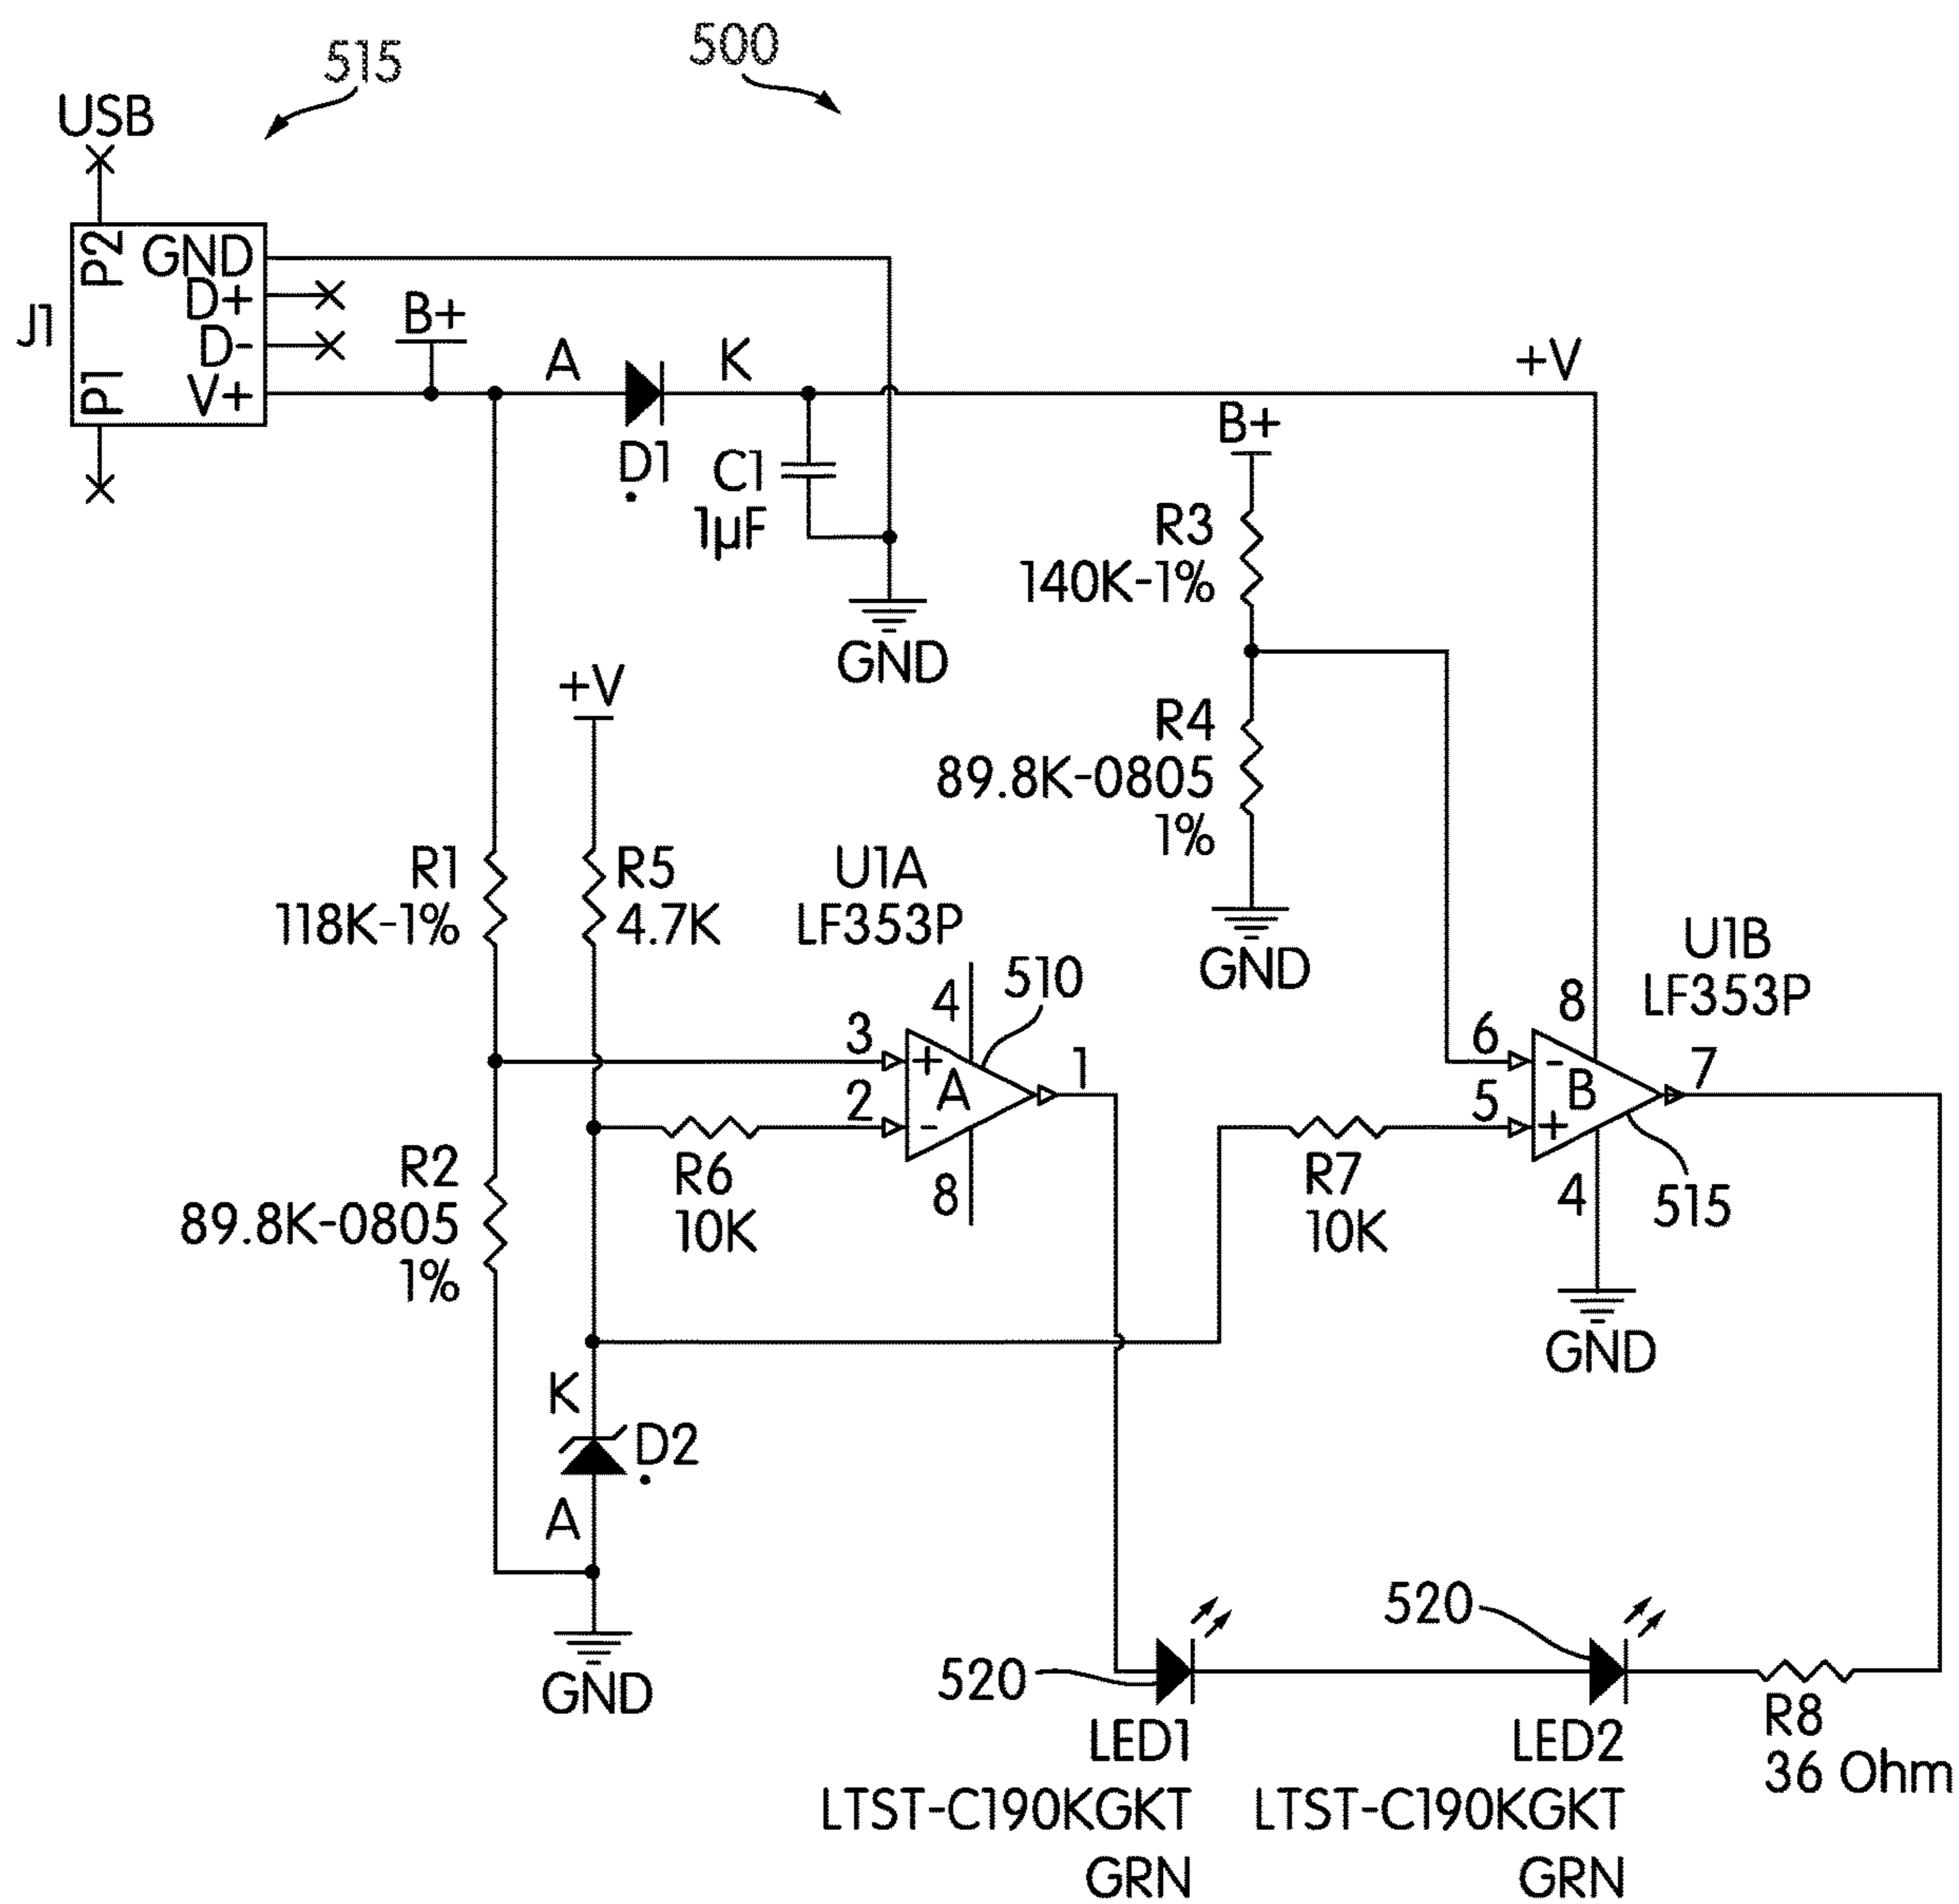 515
500
USB
P2
GND
D+
D-
V+
P1
J1
B+
A
K
D1
C1
1µF
GND
+V
B+
R3
140K-1%
R4
89.8K-0805
1%
GND
+V
R1
118K-1%
R5
4.7K
U1A
LF353P
510
4
3
2
+
A
-
1
8
R6
10K
R2
89.8K-0805
1%
U1B
LF353P
8
6
5
-
B
+
7
4
515
GND
R7
10K
K
D2
A
GND
520
520
LED1
LTST-C190KGKT
GRN
LED2
LTST-C190KGKT
GRN
R8
36 Ohm